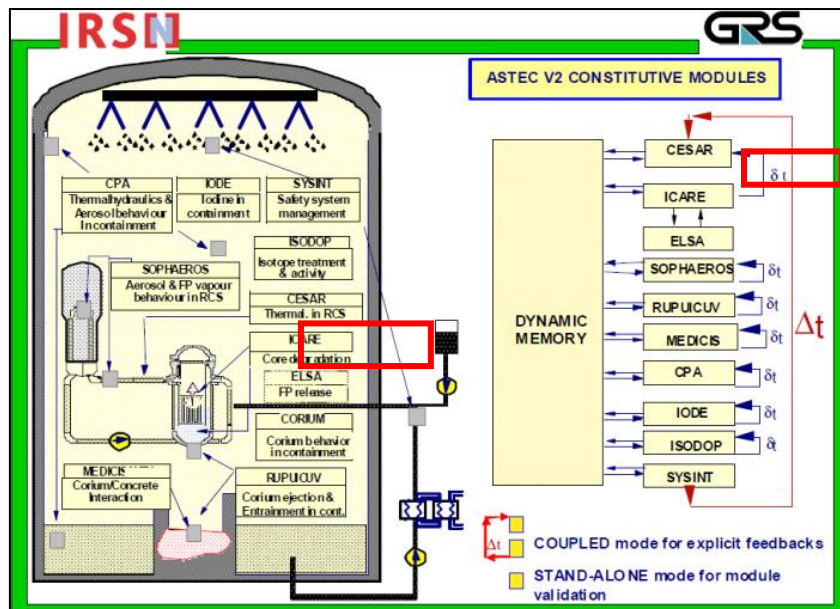 IRSN
GRS
ASTEC V2 CONSTITUTIVE MODULES
CPA
Thermalhydraulics &
Aerosol behaviour
In containment
IODE
Iodine in
containment
SYSINT
Safety system
management
ISODOP
Isotope treatment
& activity
SOPHAEROS
Aerosol & FP vapour
behaviour in RCS
CESAR
Thermal. in RCS
ICARE
Core degradation
ELSA
FP release
CORIUM
Corium behavior
in containment
MEDICIS
Corium/Concrete
Interaction
RUPUICUV
Corium ejection &
Entrainment in cont.
DYNAMIC
MEMORY
CESAR
δt
ICARE
ELSA
SOPHAEROS
δt
RUPUICUV
δt
MEDICIS
δt
Δt
CPA
δt
IODE
δt
ISODOP
δt
SYSINT
Δt
COUPLED mode for explicit feedbacks
STAND-ALONE mode for module
validation